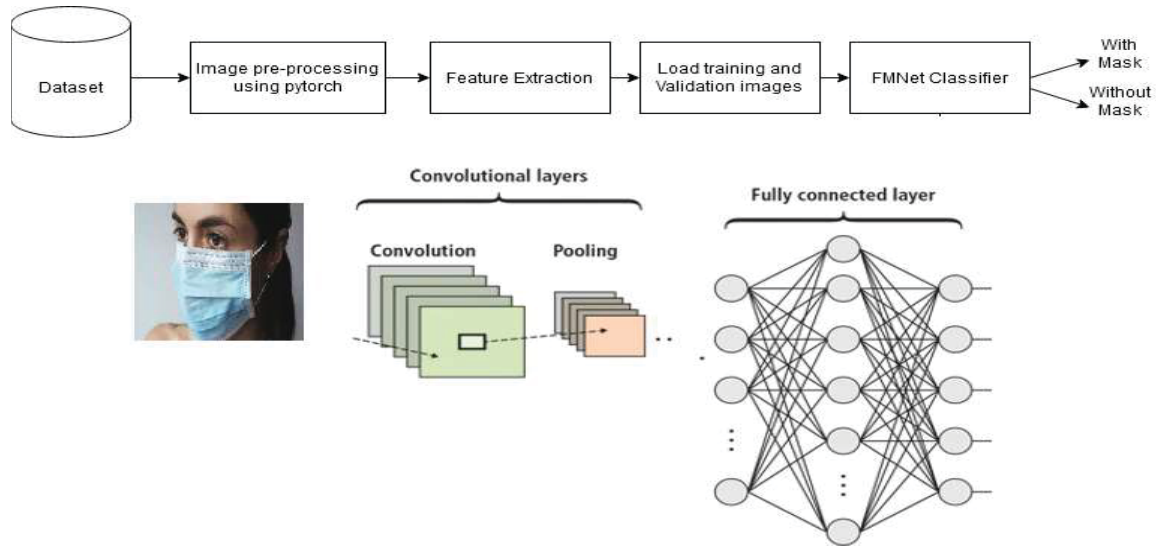 Dataset
Image pre-processing
using pytorch
Feature Extraction
Load training and
Validation images
FMNet Classifier
With
Mask
Without
Mask
Convolutional layers
Fully connected layer
Convolution
Pooling